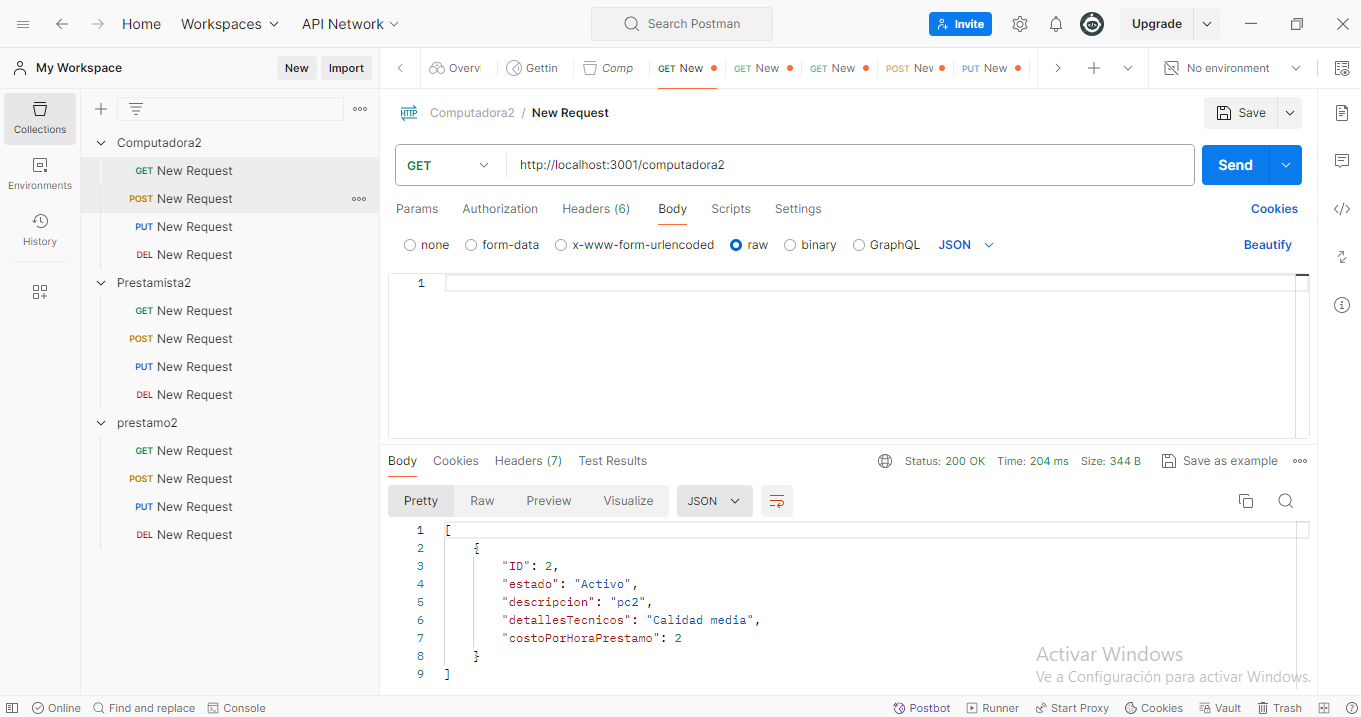 Home Workspaces API Network Search Postman Invite Upgrade
My Workspace New Import Overvi Gettin Comp GET New GET New GET New POST New PUT New No environment
Collections
Environments
History
Computadora2
GET New Request
POST New Request
PUT New Request
DEL New Request
Prestamista2
GET New Request
POST New Request
PUT New Request
DEL New Request
prestamo2
GET New Request
POST New Request
PUT New Request
DEL New Request
HTTP Computadora2 / New Request Save
GET http://localhost:3001/computadora2 Send
Params Authorization Headers (6) Body Scripts Settings Cookies
none form-data x-www-form-urlencoded raw binary GraphQL JSON Beautify
1
Body Cookies Headers (7) Test Results Status: 200 OK Time: 204 ms Size: 344 B Save as example
Pretty Raw Preview Visualize JSON
1 [
2 {
3 "ID": 2,
4 "estado": "Activo",
5 "descripcion": "pc2",
6 "detallesTecnicos": "Calidad media",
7 "costoPorHoraPrestamo": 2
8 }
9 ]
Activar Windows
Ve a Configuración para activar Windows.
Online Find and replace Console Postbot Runner Start Proxy Cookies Vault Trash